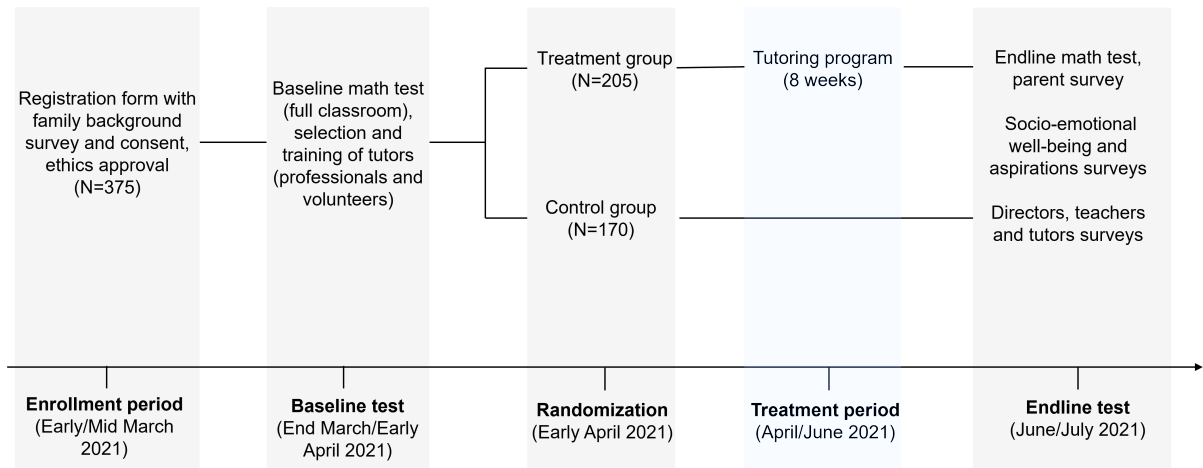 Registration form with
family background
survey and consent,
ethics approval
(N=375)
Baseline math test
(full classroom),
selection and
training of tutors
(professionals and
volunteers)
Treatment group
(N=205)
Control group
(N=170)
Tutoring program
(8 weeks)
Endline math test,
parent survey
Socio-emotional
well-being and
aspirations surveys
Directors, teachers
and tutors surveys
Enrollment period
(Early/Mid March
2021)
Baseline test
(End March/Early
April 2021)
Randomization
(Early April 2021)
Treatment period
(April/June 2021)
Endline test
(June/July 2021)